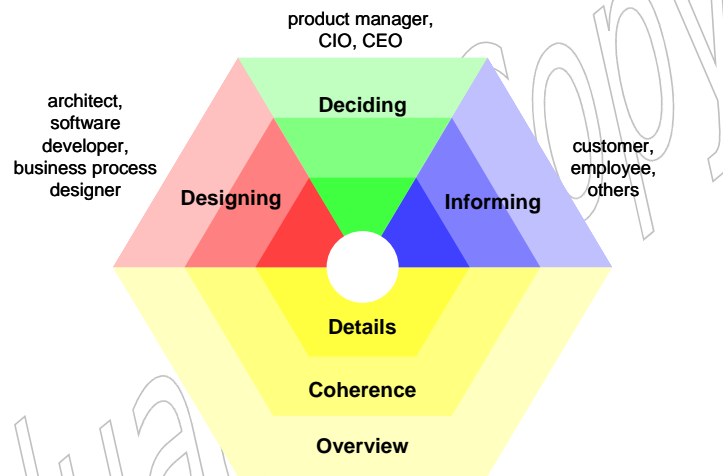 product manager,
CIO, CEO
Deciding
architect,
software
developer,
business process
designer
Designing
customer,
employee,
others
Informing
Details
Coherence
Overview